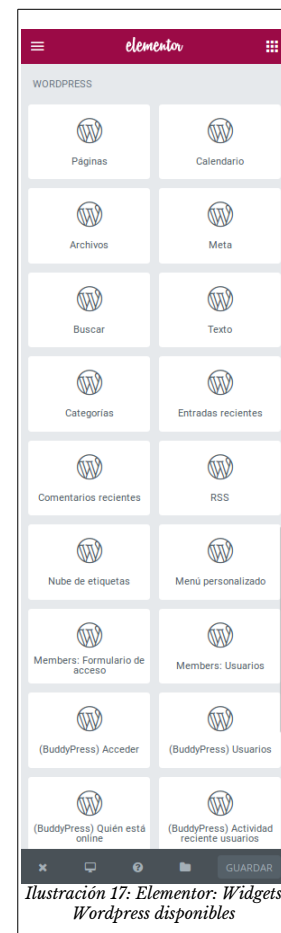 elementor
WORDPRESS
Páginas
Calendario
Archivos
Meta
Buscar
Texto
Categorías
Entradas recientes
Comentarios recientes
RSS
Nube de etiquetas
Menú personalizado
Members: Formulario de
acceso
Members: Usuarios
(BuddyPress) Acceder
(BuddyPress) Usuarios
(BuddyPress) Quién está
online
(BuddyPress) Actividad
reciente usuarios
GUARDAR
Ilustración 17: Elementor: Widgets
Wordpress disponibles